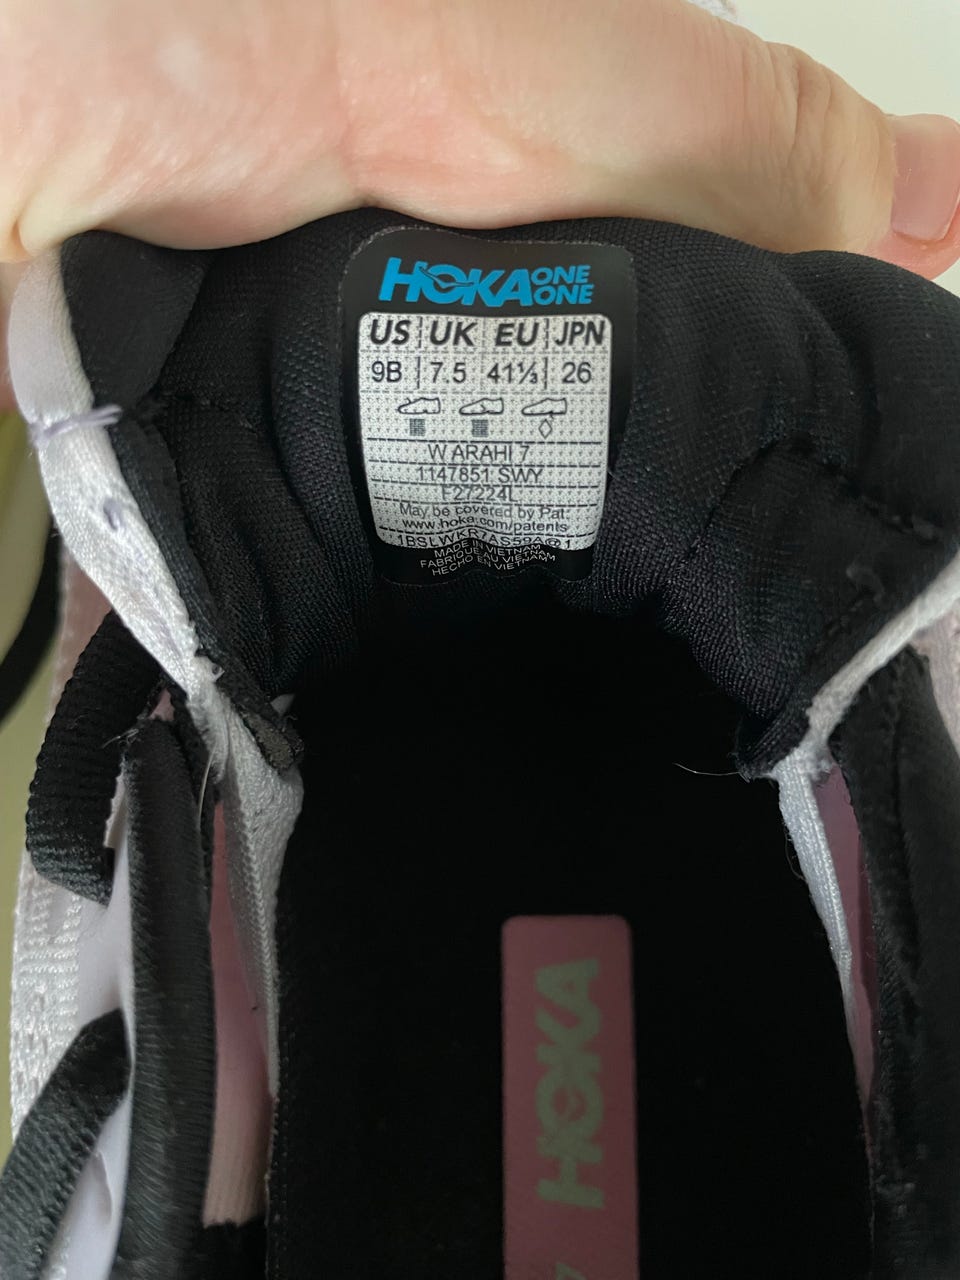 HOKA ONE ONE
US UK EU JPN
9B 7.5 41⅓ 26
W ARAHI 7
1147851 SWY
F27224L
May be covered by Pat.
www.hoka.com/patents
MADE IN VIETNAM
FABRIQUE AU VIETNAM
HECHO EN VIETNAM
HOKA